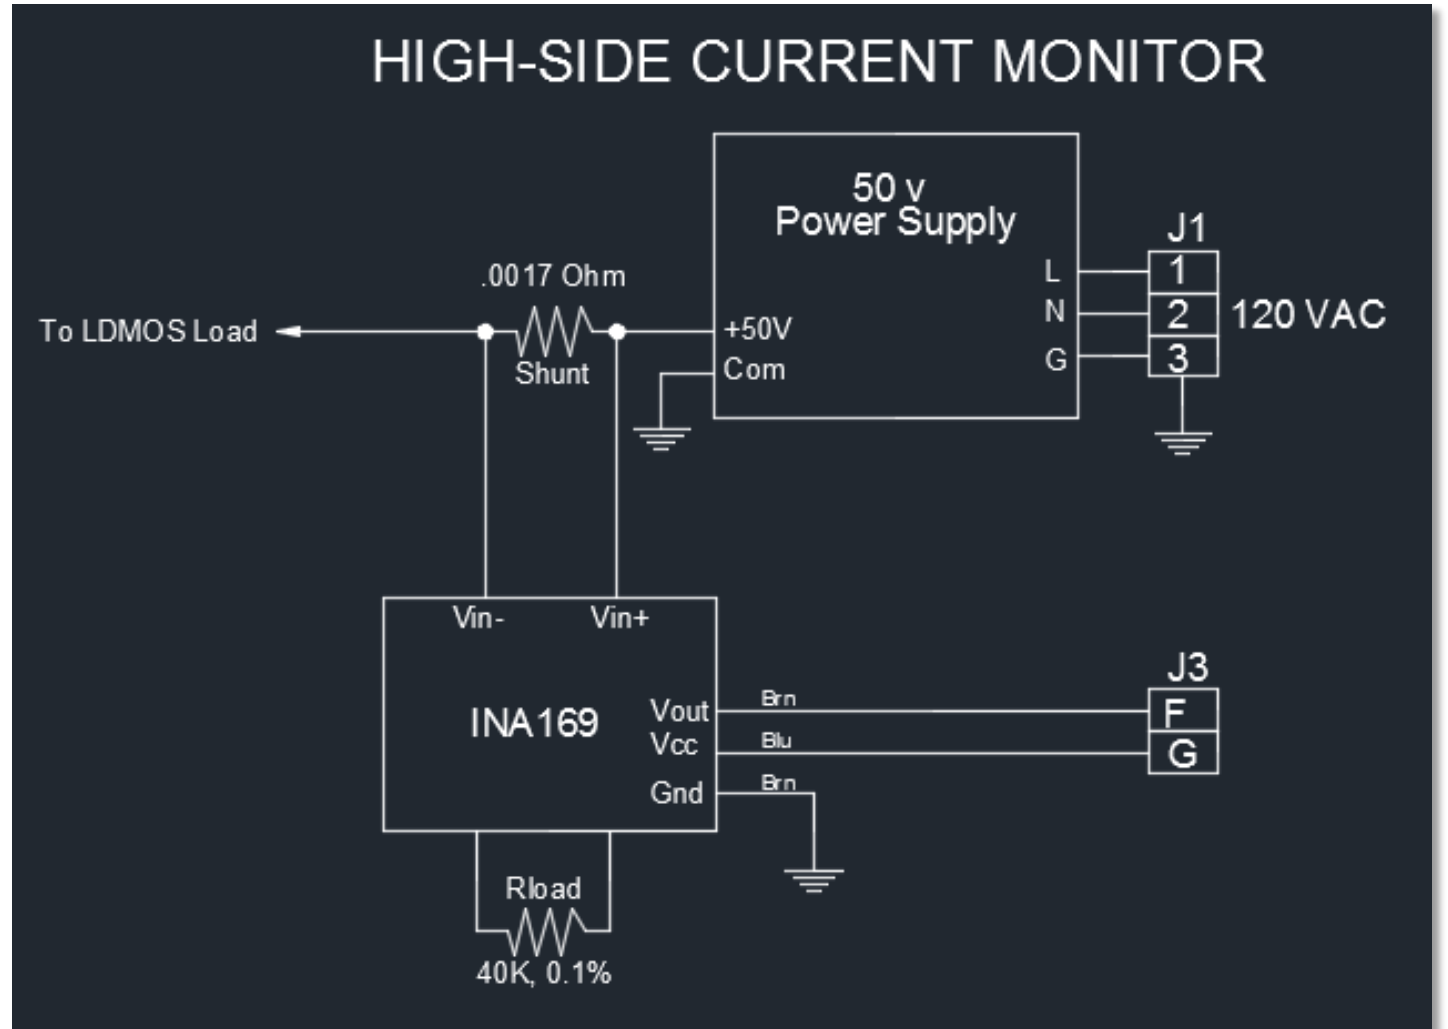 HIGH-SIDE CURRENT MONITOR
50 v
Power Supply
J1
L
1
.0017 Ohm
N
2
120 VAC
To LDMOS Load
+50V
G
3
Shunt
Com
Vin-
Vin+
J3
INA169
Vout
Brn
F
Vcc
Blu
G
Gnd
Brn
Rload
40K, 0.1%